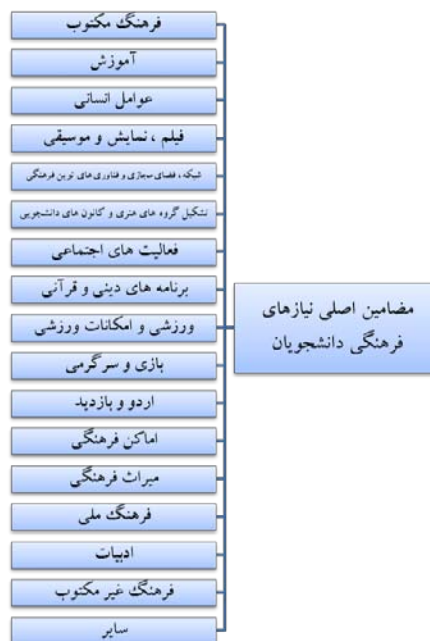 مضامین اصلی نیازهای
فرهنگی دانشجویان
فرهنگ مکتوب
آموزش
عوامل انسانی
فیلم ، نمایش و موسیقی
شبکه ، فضای مجازی و فناوری های نوین فرهنگی
تشکیل گروه های هنری و کانون های دانشجویی
فعالیت های اجتماعی
برنامه های دینی و قرآنی
ورزشی و امکانات ورزشی
بازی و سرگرمی
اردو و بازدید
اماکن فرهنگی
میراث فرهنگی
فرهنگ ملی
ادبیات
فرهنگ غیر مکتوب
سایر